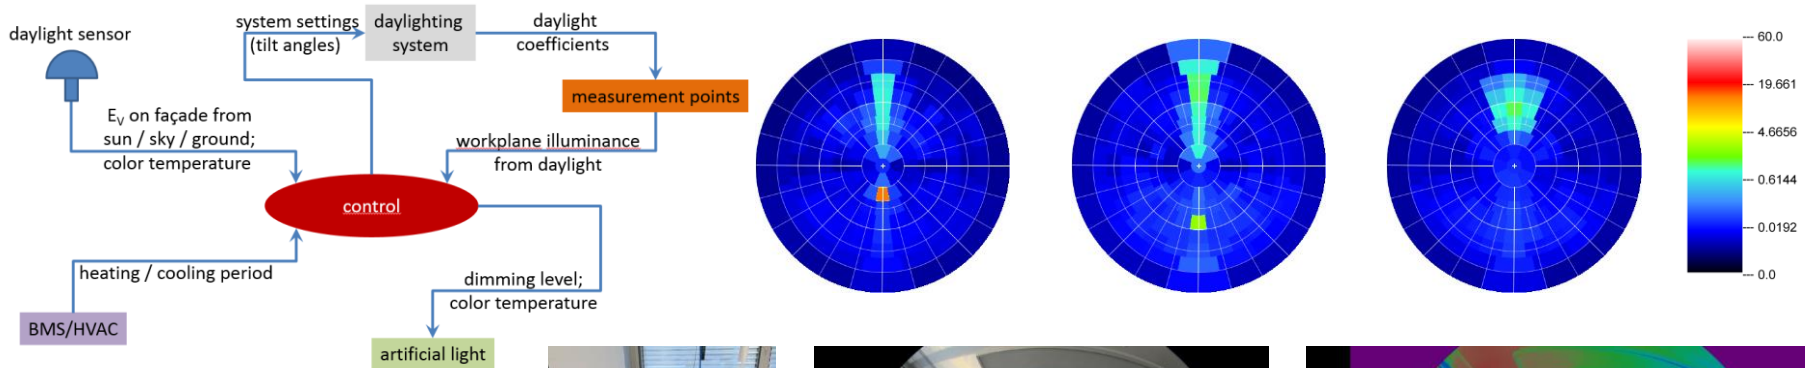 daylight sensor
system settings
(tilt angles)
daylighting
system
daylight
coefficients
measurement points
E_V on façade from
sun / sky / ground;
color temperature
workplane illuminance
from daylight
control
heating / cooling period
dimming level;
color temperature
BMS/HVAC
artificial light
60.0
19.661
4.6656
0.6144
0.0192
0.0